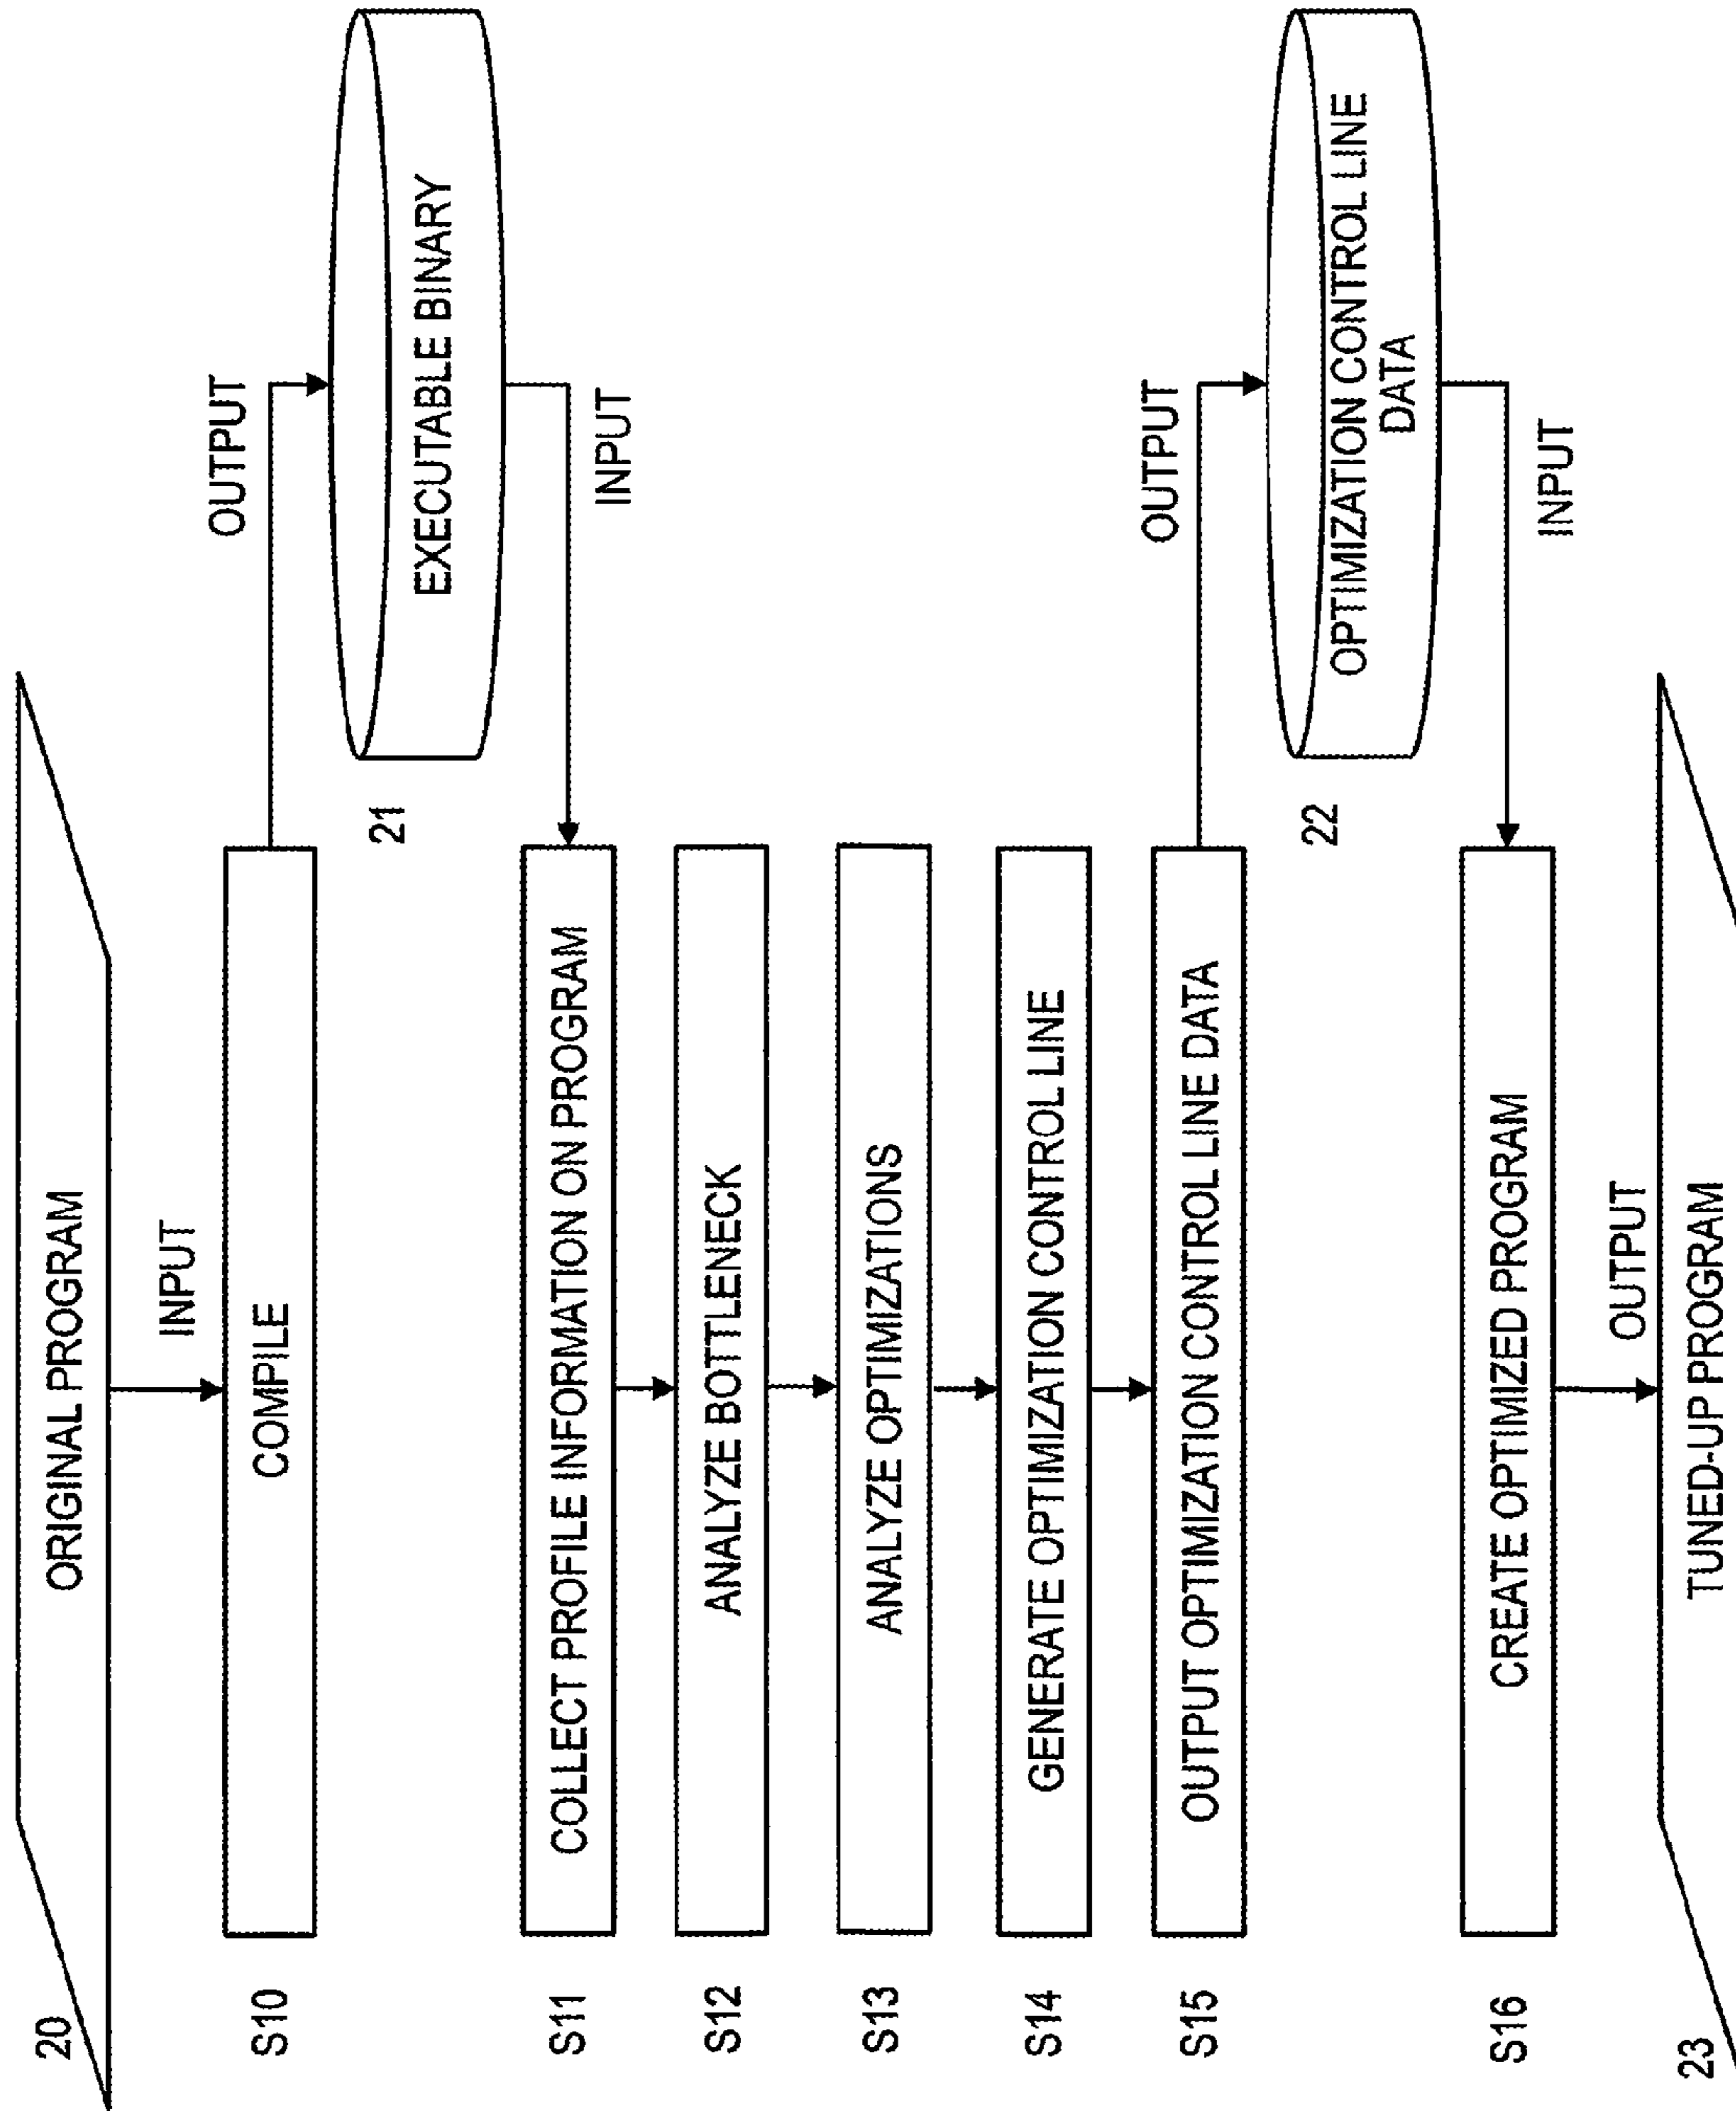 20
ORIGINAL PROGRAM
INPUT
OUTPUT
S10
COMPILE
21
EXECUTABLE BINARY
INPUT
S11
COLLECT PROFILE INFORMATION ON PROGRAM
S12
ANALYZE BOTTLENECK
S13
ANALYZE OPTIMIZATIONS
S14
GENERATE OPTIMIZATION CONTROL LINE
OUTPUT
S15
OUTPUT OPTIMIZATION CONTROL LINE DATA
22
OPTIMIZATION CONTROL LINE
DATA
INPUT
S16
CREATE OPTIMIZED PROGRAM
OUTPUT
23
TUNED-UP PROGRAM